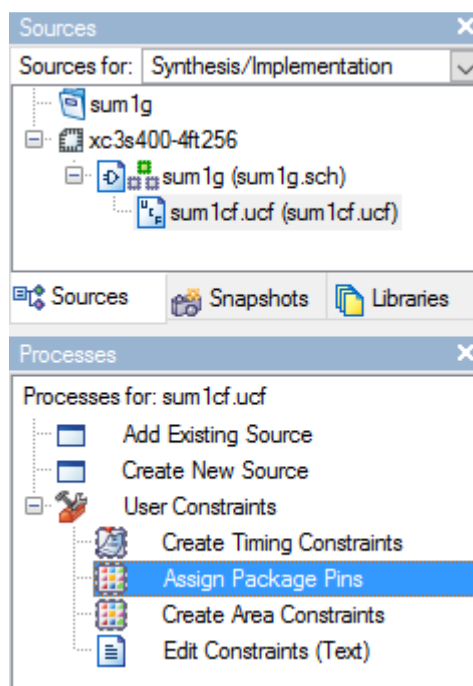 Sources
Sources for: Synthesis/Implementation
sum1g
xc3s400-4ft256
sum1g (sum1g.sch)
sum1cf.ucf (sum1cf.ucf)
Sources Snapshots Libraries
Processes
Processes for: sum1cf.ucf
Add Existing Source
Create New Source
User Constraints
Create Timing Constraints
Assign Package Pins
Create Area Constraints
Edit Constraints (Text)